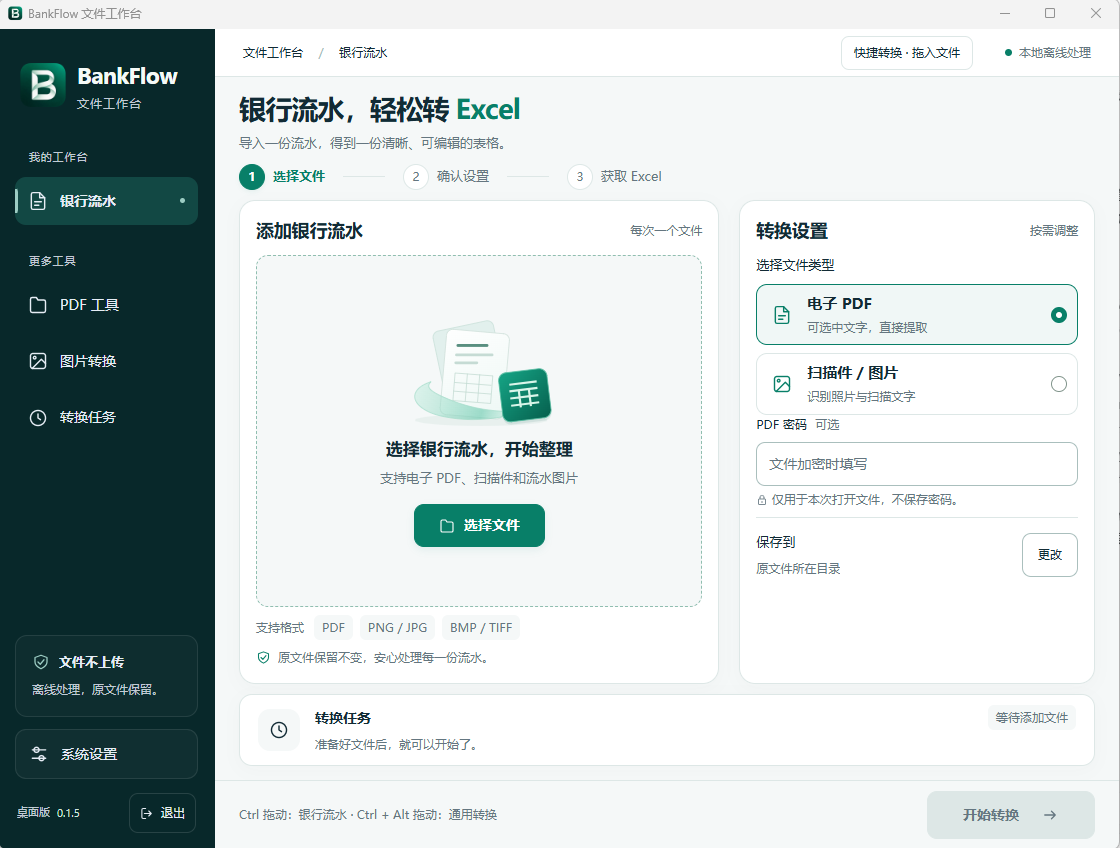 BankFlow 文件工作台
BankFlow
文件工作台
我的工作台
银行流水
更多工具
PDF 工具
图片转换
转换任务
文件不上传
离线处理，原文件保留。
系统设置
桌面版 0.1.5
退出
文件工作台 / 银行流水
快捷转换 · 拖入文件
本地离线处理
银行流水，轻松转 Excel
导入一份流水，得到一份清晰、可编辑的表格。
1 选择文件
2 确认设置
3 获取 Excel
添加银行流水
每次一个文件
选择银行流水，开始整理
支持电子 PDF、扫描件和流水图片
选择文件
支持格式 PDF PNG / JPG BMP / TIFF
原文件保留不变，安心处理每一份流水。
转换设置
按需调整
选择文件类型
电子 PDF
可选中文字，直接提取
扫描件 / 图片
识别照片与扫描文字
PDF 密码 可选
文件加密时填写
仅用于本次打开文件，不保存密码。
保存到
原文件所在目录
更改
转换任务
准备好文件后，就可以开始了。
等待添加文件
Ctrl 拖动：银行流水 · Ctrl + Alt 拖动：通用转换
开始转换 →